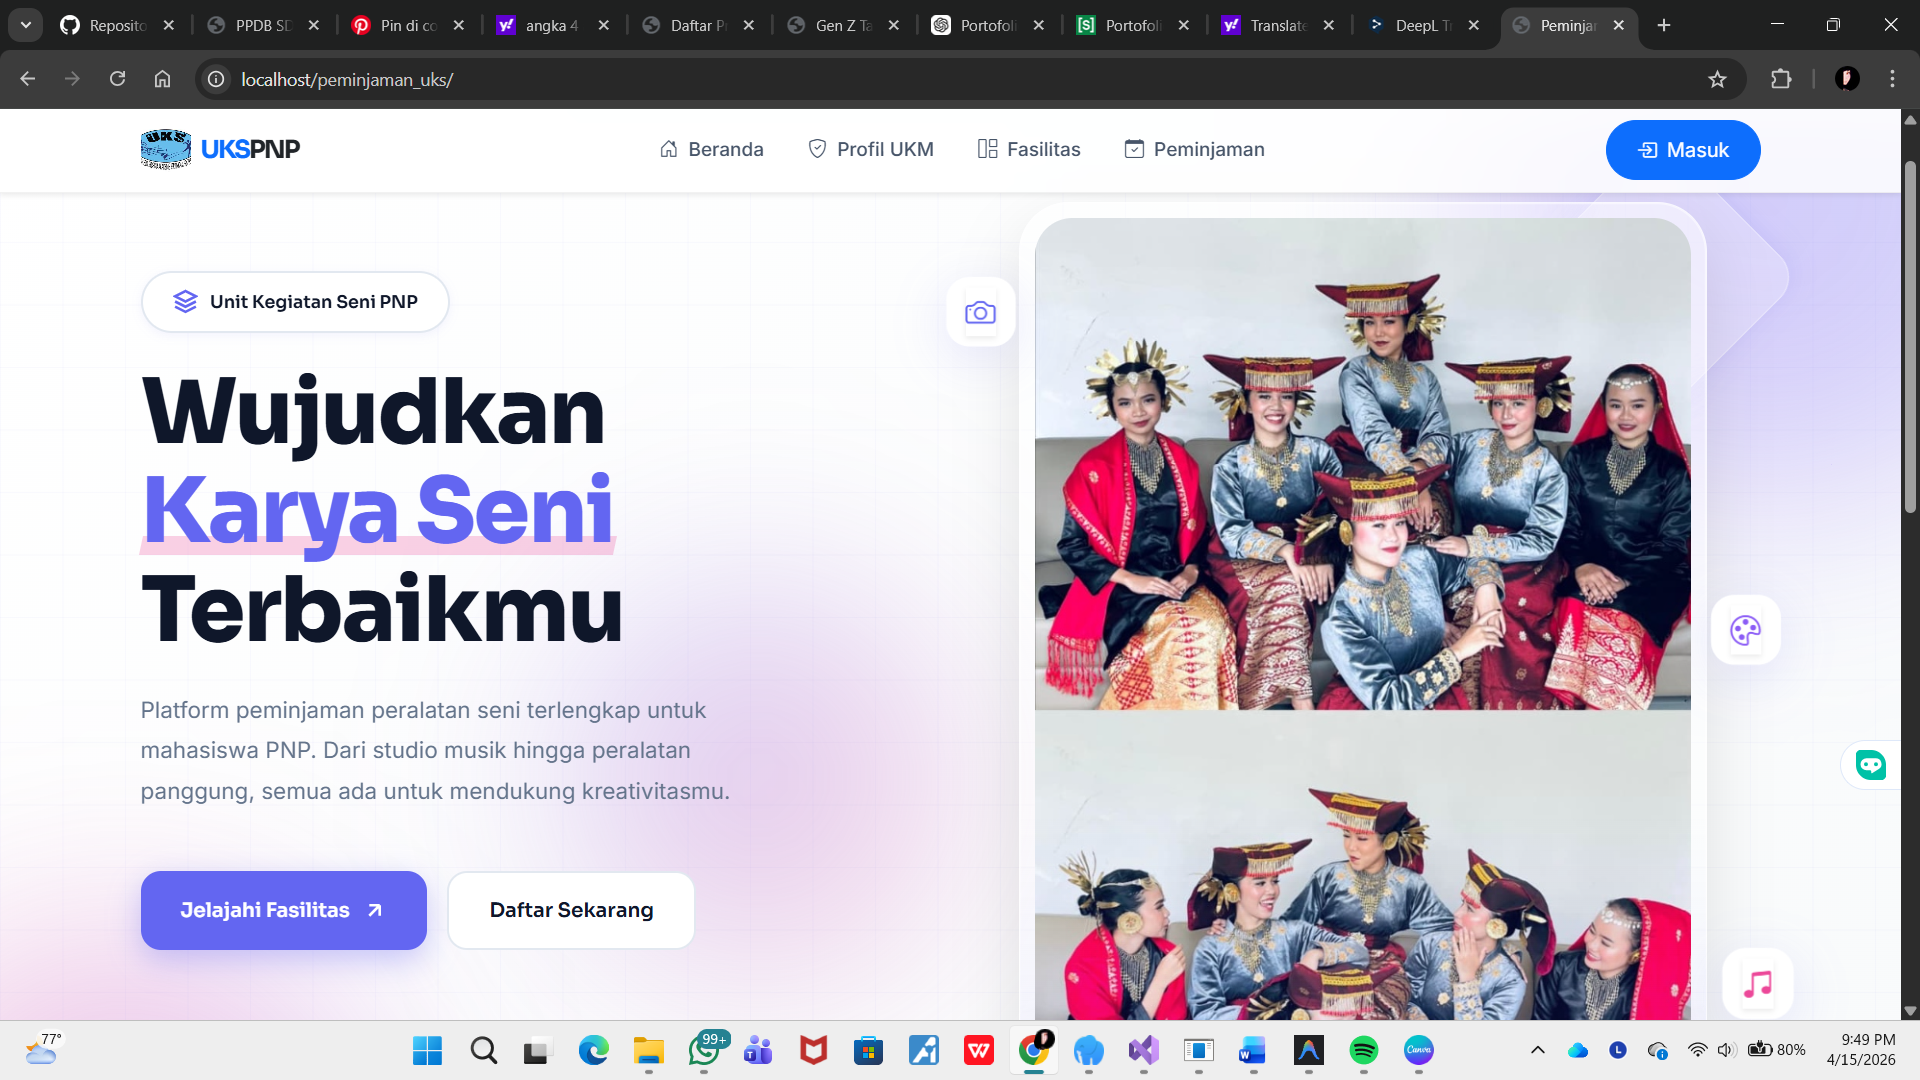 Reposito
PPDB SD
Pin di co
angka 4
Daftar P
Gen Z Ta
Portofoli
Portofoli
Translate
DeepL Tr
Peminjar
localhost/peminjaman_uks/
UKS
UKSPNP
Beranda
Profil UKM
Fasilitas
Peminjaman
Masuk
Unit Kegiatan Seni PNP
Wujudkan
Karya Seni
Terbaikmu
Platform peminjaman peralatan seni terlengkap untuk
mahasiswa PNP. Dari studio musik hingga peralatan
panggung, semua ada untuk mendukung kreativitasmu.
Jelajahi Fasilitas
Daftar Sekarang
77°
99+
Canva
L
80%
9:49 PM
4/15/2026